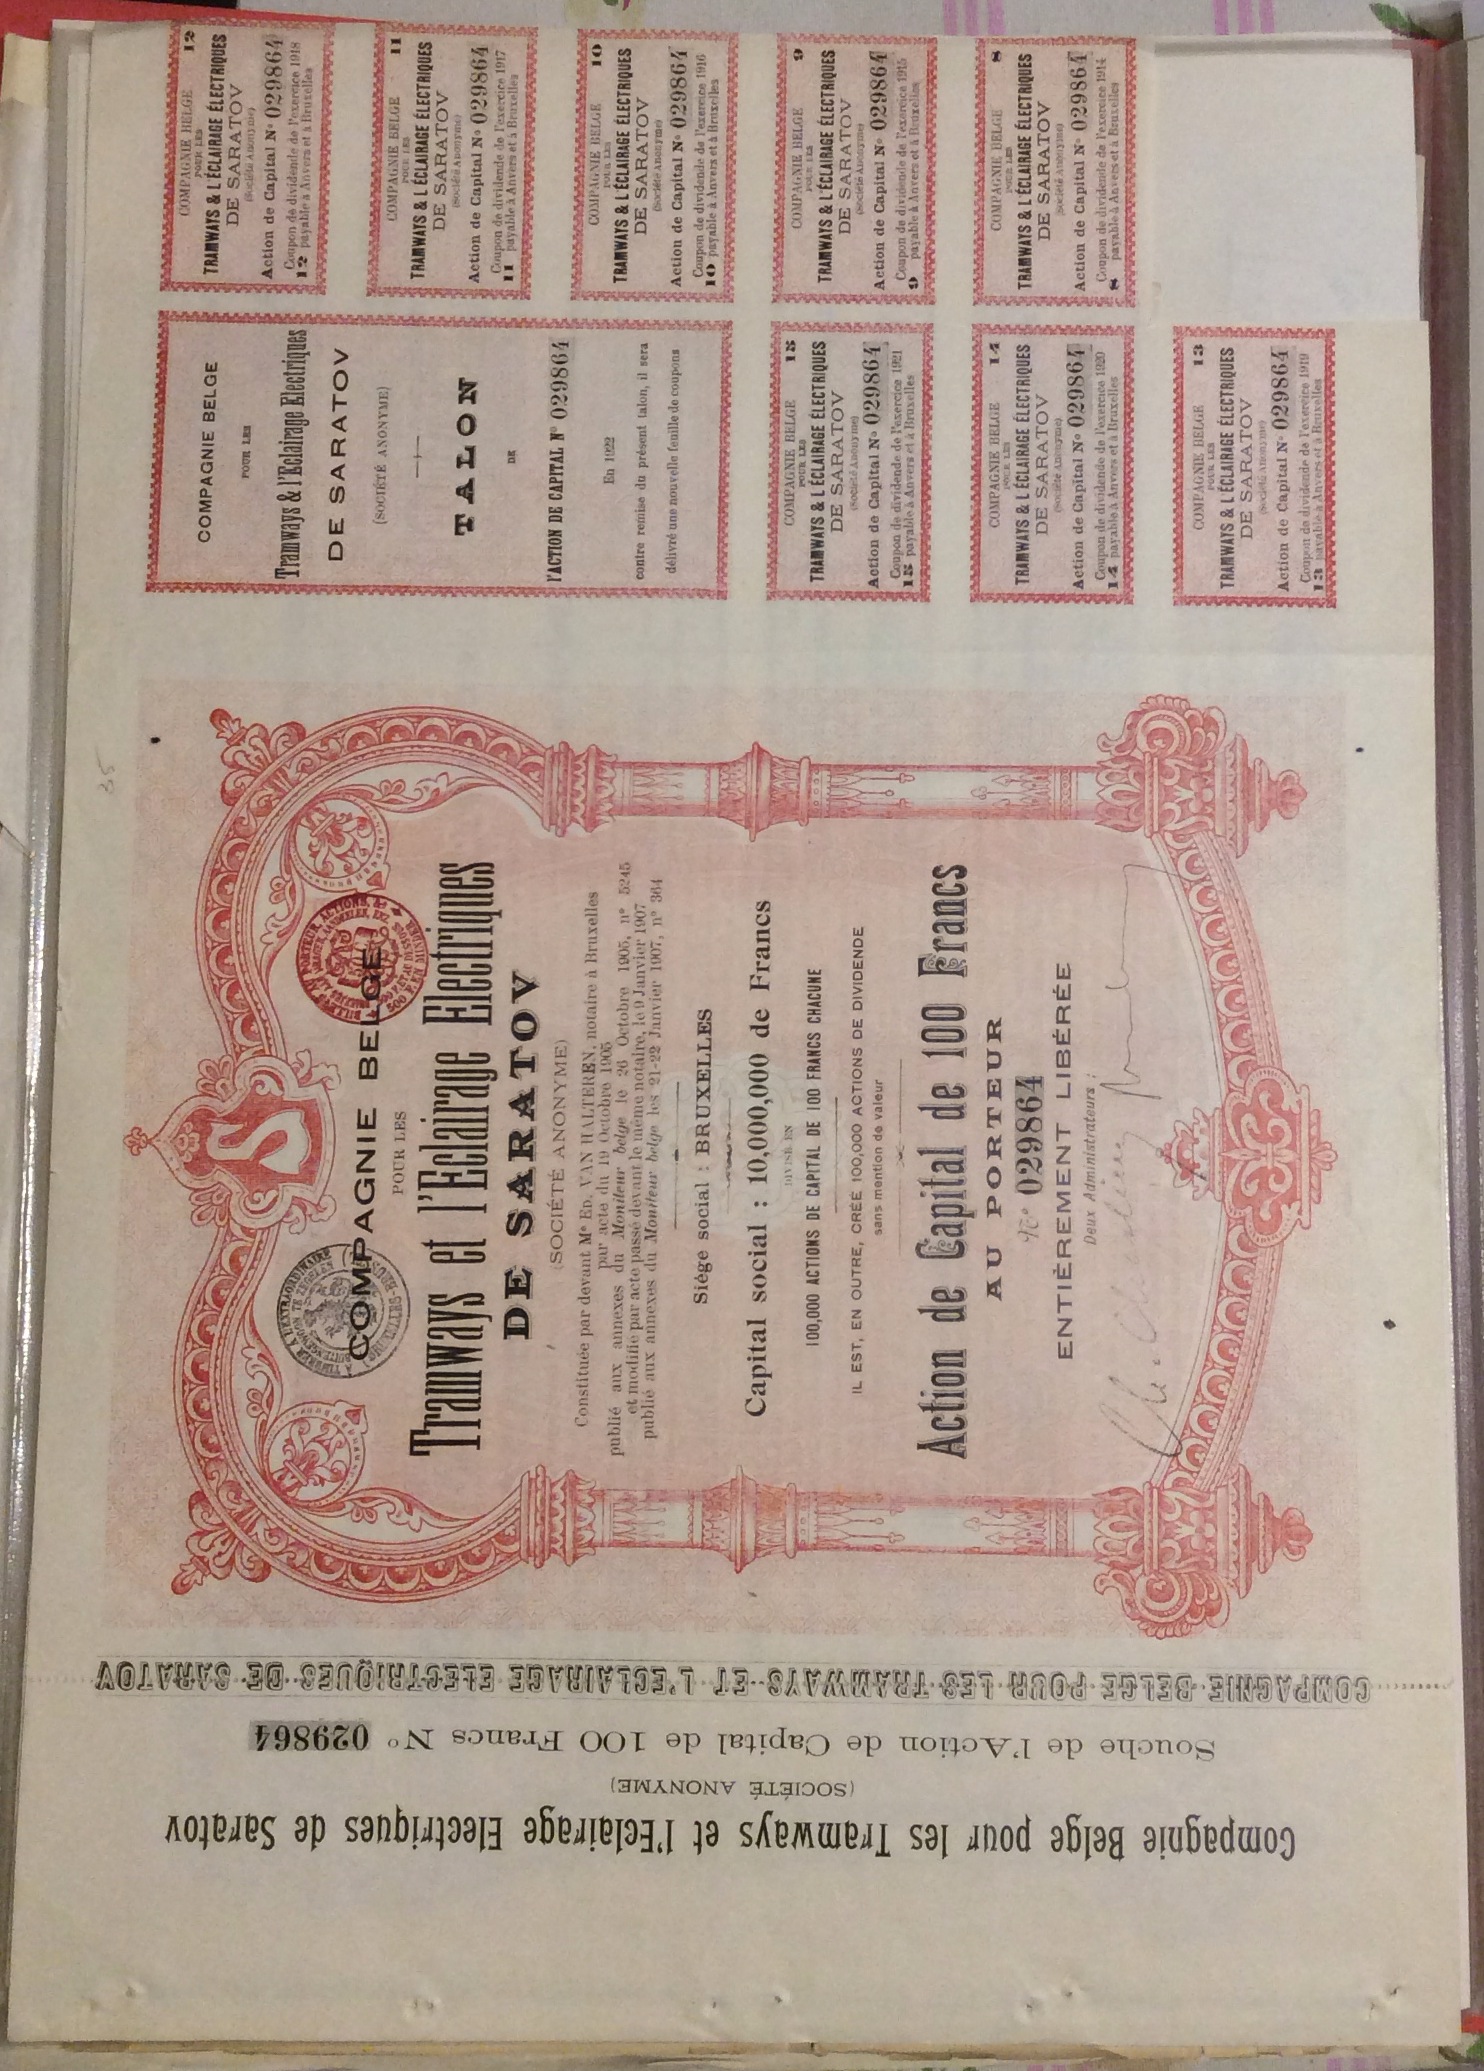 COMPAGNIE BELGE
POUR LES
Tramways et l'Eclairage Electriques
DE SARATOV
(SOCIÉTÉ ANONYME)
Constituée par devant Me ED. VAN HALTEREN, notaire à Bruxelles
par acte du 19 Octobre 1905
publié aux annexes du Moniteur belge le 26 Octobre 1905, n° 5245
et modifié par acte passé devant le même notaire, le 9 Janvier 1907
publié aux annexes du Moniteur belge les 21-22 Janvier 1907, n° 364
Siège social : BRUXELLES
Capital social : 10,000,000 de Francs
DIVISÉ EN
100,000 ACTIONS DE CAPITAL DE 100 FRANCS CHACUNE
IL EST, EN OUTRE, CRÉÉ 100,000 ACTIONS DE DIVIDENDE
sans mention de valeur
Action de Capital de 100 Francs
AU PORTEUR
N° 029864
ENTIÉREMENT LIBÉRÉE
Deux Administrateurs :
COMPAGNIE BELGE POUR LES TRAMWAYS ET L'ECLAIRAGE ELECTRIQUES DE SARATOV
Souche de l'Action de Capital de 100 Francs N° 029864
(SOCIÉTÉ ANONYME)
Compagnie Belge pour les Tramways et l'Eclairage Electriques de Saratov
COMPAGNIE BELGE
POUR LES
Tramways & l'Eclairage Electriques
DE SARATOV
(SOCIÉTÉ ANONYME)
TALON
DE
l'ACTION DE CAPITAL N° 029864
En 1922
contre remise du présent talon, il sera
délivré une nouvelle feuille de coupons
COMPAGNIE BELGE 15
POUR LES
TRAMWAYS & L'ÉCLAIRAGE ÉLECTRIQUES
DE SARATOV
(Société Anonyme)
Action de Capital N° 029864
Coupon de dividende de l'exercice 1921
15 payable à Anvers et à Bruxelles
COMPAGNIE BELGE 14
POUR LES
TRAMWAYS & L'ÉCLAIRAGE ÉLECTRIQUES
DE SARATOV
(Société Anonyme)
Action de Capital N° 029864
Coupon de dividende de l'exercice 1920
14 payable à Anvers et à Bruxelles
COMPAGNIE BELGE 13
POUR LES
TRAMWAYS & L'ÉCLAIRAGE ÉLECTRIQUES
DE SARATOV
(Société Anonyme)
Action de Capital N° 029864
Coupon de dividende de l'exercice 1919
13 payable à Anvers et à Bruxelles
COMPAGNIE BELGE 12
POUR LES
TRAMWAYS & L'ÉCLAIRAGE ÉLECTRIQUES
DE SARATOV
(Société Anonyme)
Action de Capital N° 029864
Coupon de dividende de l'exercice 1918
12 payable à Anvers et à Bruxelles
COMPAGNIE BELGE 11
POUR LES
TRAMWAYS & L'ÉCLAIRAGE ÉLECTRIQUES
DE SARATOV
(Société Anonyme)
Action de Capital N° 029864
Coupon de dividende de l'exercice 1917
11 payable à Anvers et à Bruxelles
COMPAGNIE BELGE 10
POUR LES
TRAMWAYS & L'ÉCLAIRAGE ÉLECTRIQUES
DE SARATOV
(Société Anonyme)
Action de Capital N° 029864
Coupon de dividende de l'exercice 1916
10 payable à Anvers et à Bruxelles
COMPAGNIE BELGE 9
POUR LES
TRAMWAYS & L'ÉCLAIRAGE ÉLECTRIQUES
DE SARATOV
(Société Anonyme)
Action de Capital N° 029864
Coupon de dividende de l'exercice 1915
9 payable à Anvers et à Bruxelles
COMPAGNIE BELGE 8
POUR LES
TRAMWAYS & L'ÉCLAIRAGE ÉLECTRIQUES
DE SARATOV
(Société Anonyme)
Action de Capital N° 029864
Coupon de dividende de l'exercice 1914
8 payable à Anvers et à Bruxelles